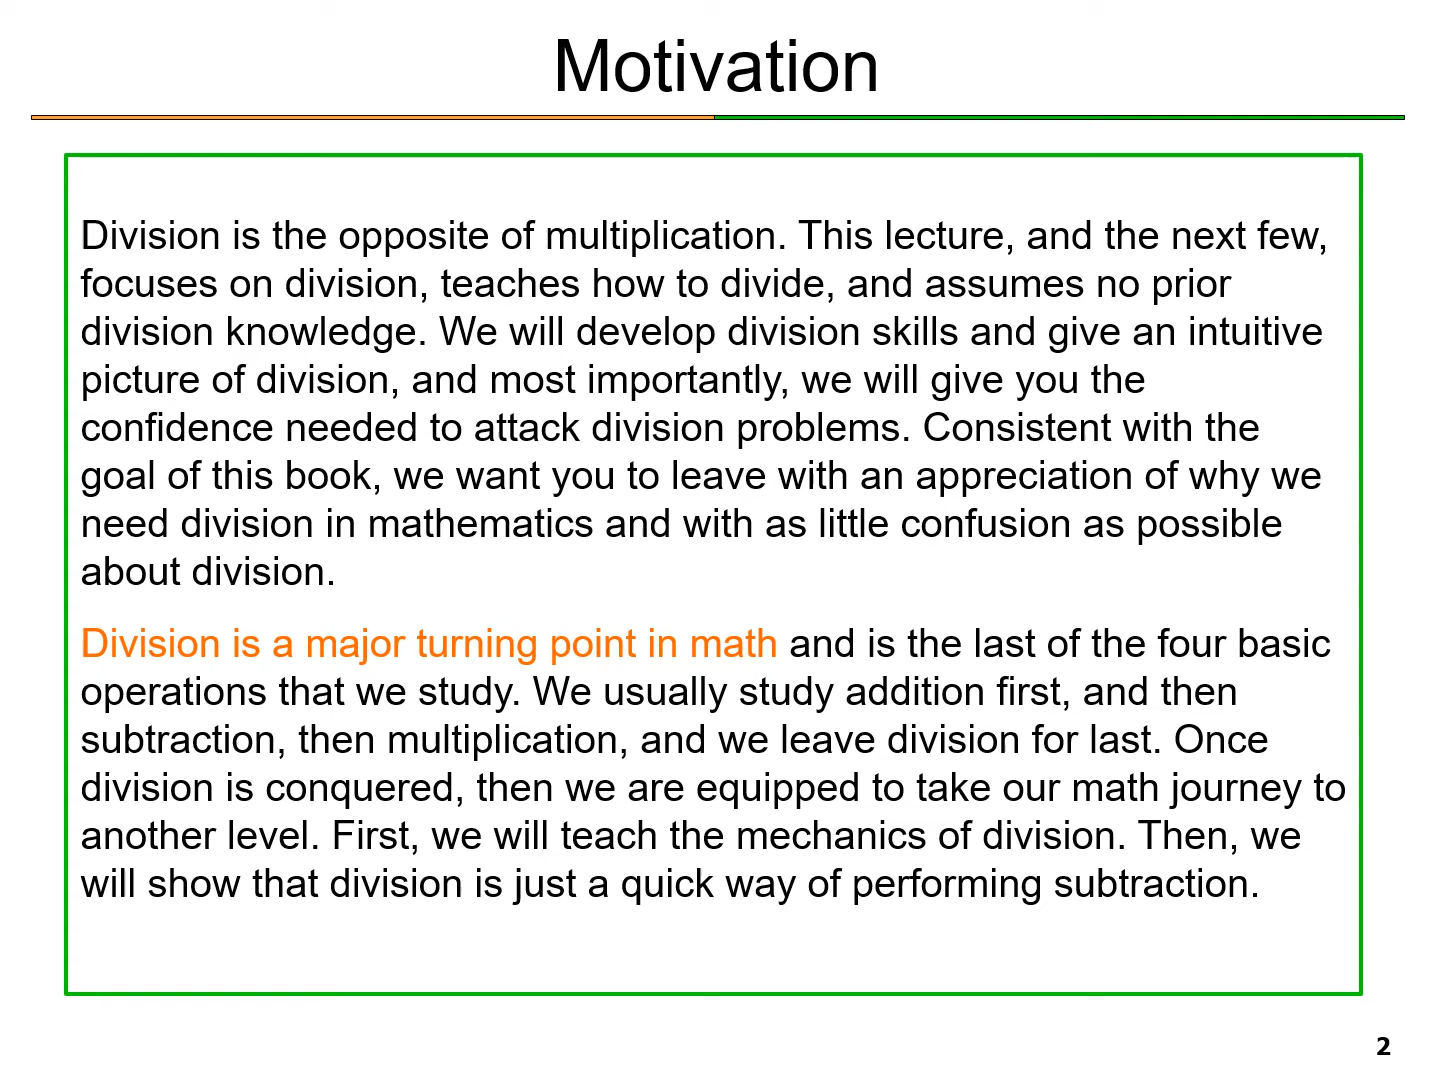 Motivation
Division is the opposite of multiplication. This lecture, and the next few,
focuses on division, teaches how to divide, and assumes no prior
division knowledge. We will develop division skills and give an intuitive
picture of division, and most importantly, we will give you the
confidence needed to attack division problems. Consistent with the
goal of this book, we want you to leave with an appreciation of why we
need division in mathematics and with as little confusion as possible
about division.
Division is a major turning point in math and is the last of the four basic
operations that we study. We usually study addition first, and then
subtraction, then multiplication, and we leave division for last. Once
division is conquered, then we are equipped to take our math journey to
another level. First, we will teach the mechanics of division. Then, we
will show that division is just a quick way of performing subtraction.
2